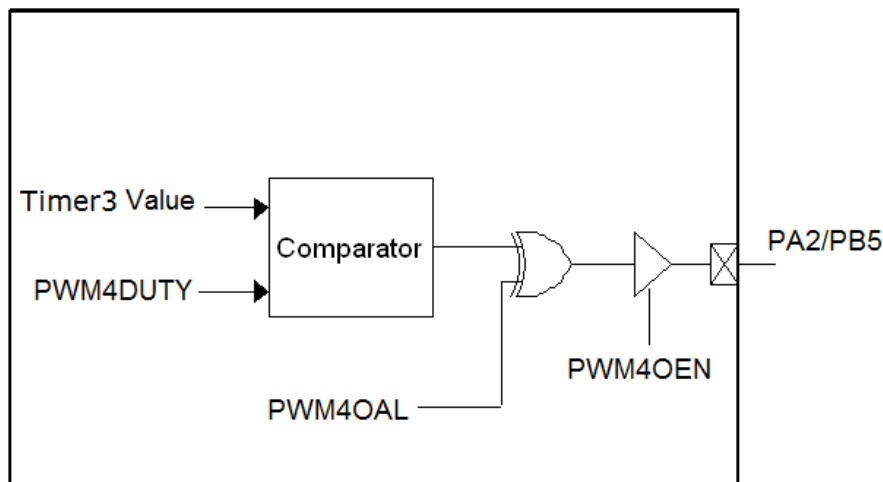 Timer3 Value
Comparator
PA2/PB5
PWM4DUTY
PWM4OEN
PWM4OAL